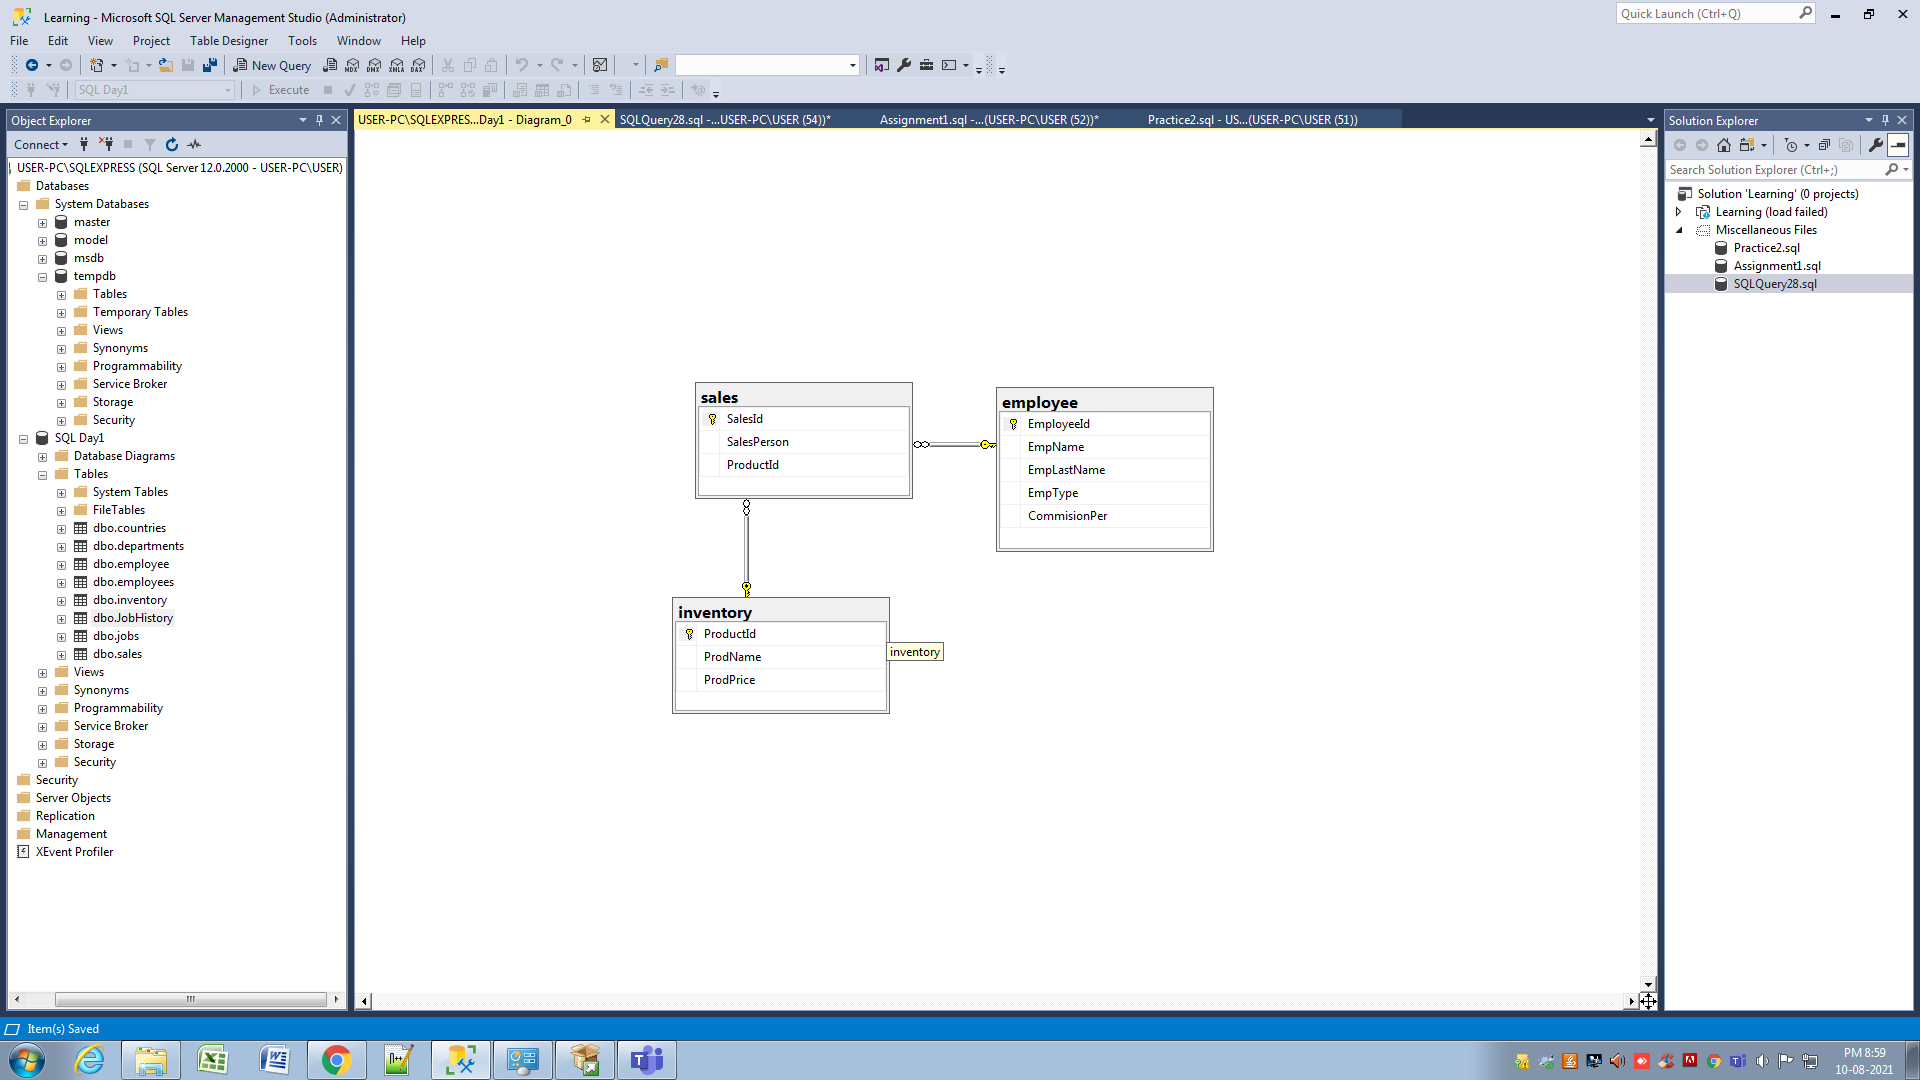 Learning - Microsoft SQL Server Management Studio (Administrator)
Quick Launch (Ctrl+Q)
File Edit View Project Table Designer Tools Window Help
New Query MDX DMX XMLA DAX
SQL Day1 Execute
Object Explorer
Connect
USER-PC\SQLEXPRESS (SQL Server 12.0.2000 - USER-PC\USER)
Databases
System Databases
master
model
msdb
tempdb
Tables
Temporary Tables
Views
Synonyms
Programmability
Service Broker
Storage
Security
SQL Day1
Database Diagrams
Tables
System Tables
FileTables
dbo.countries
dbo.departments
dbo.employee
dbo.employees
dbo.inventory
dbo.JobHistory
dbo.jobs
dbo.sales
Views
Synonyms
Programmability
Service Broker
Storage
Security
Security
Server Objects
Replication
Management
XEvent Profiler
USER-PC\SQLEXPRES...Day1 - Diagram_0
SQLQuery28.sql -...USER-PC\USER (54))*
Assignment1.sql -...(USER-PC\USER (52))*
Practice2.sql - US...(USER-PC\USER (51))
sales
SalesId
SalesPerson
ProductId
employee
EmployeeId
EmpName
EmpLastName
EmpType
CommisionPer
inventory
ProductId
ProdName
ProdPrice
inventory
Solution Explorer
Search Solution Explorer (Ctrl+;)
Solution 'Learning' (0 projects)
Learning (load failed)
Miscellaneous Files
Practice2.sql
Assignment1.sql
SQLQuery28.sql
Item(s) Saved
PM 8:59
10-08-2021